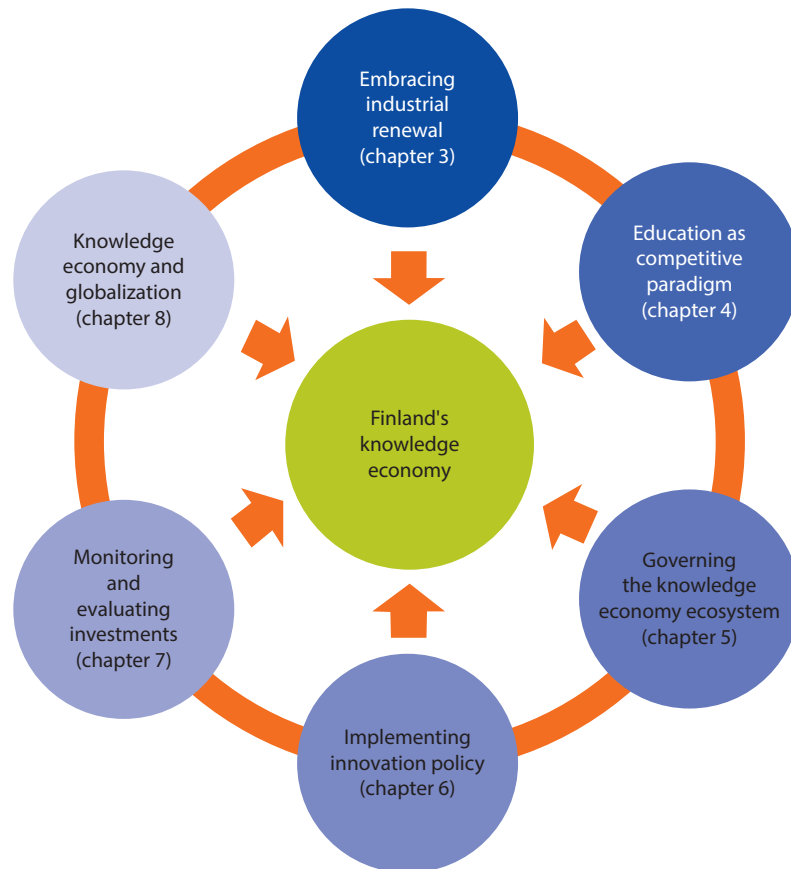 Embracing
industrial
renewal
(chapter 3)
Education as
competitive
paradigm
(chapter 4)
Governing
the knowledge
economy ecosystem
(chapter 5)
Implementing
innovation policy
(chapter 6)
Monitoring
and
evaluating
investments
(chapter 7)
Knowledge
economy and
globalization
(chapter 8)
Finland's
knowledge
economy